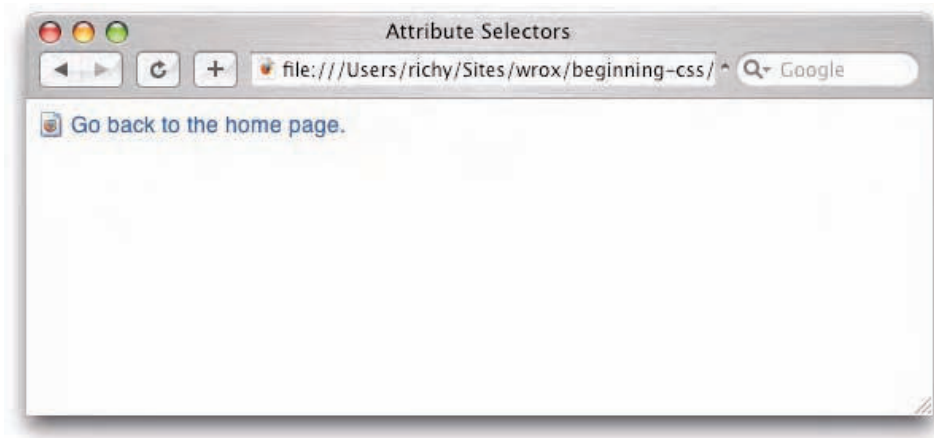 Attribute Selectors
file:///Users/richy/Sites/wrox/beginning-css/
Google
Go back to the home page.